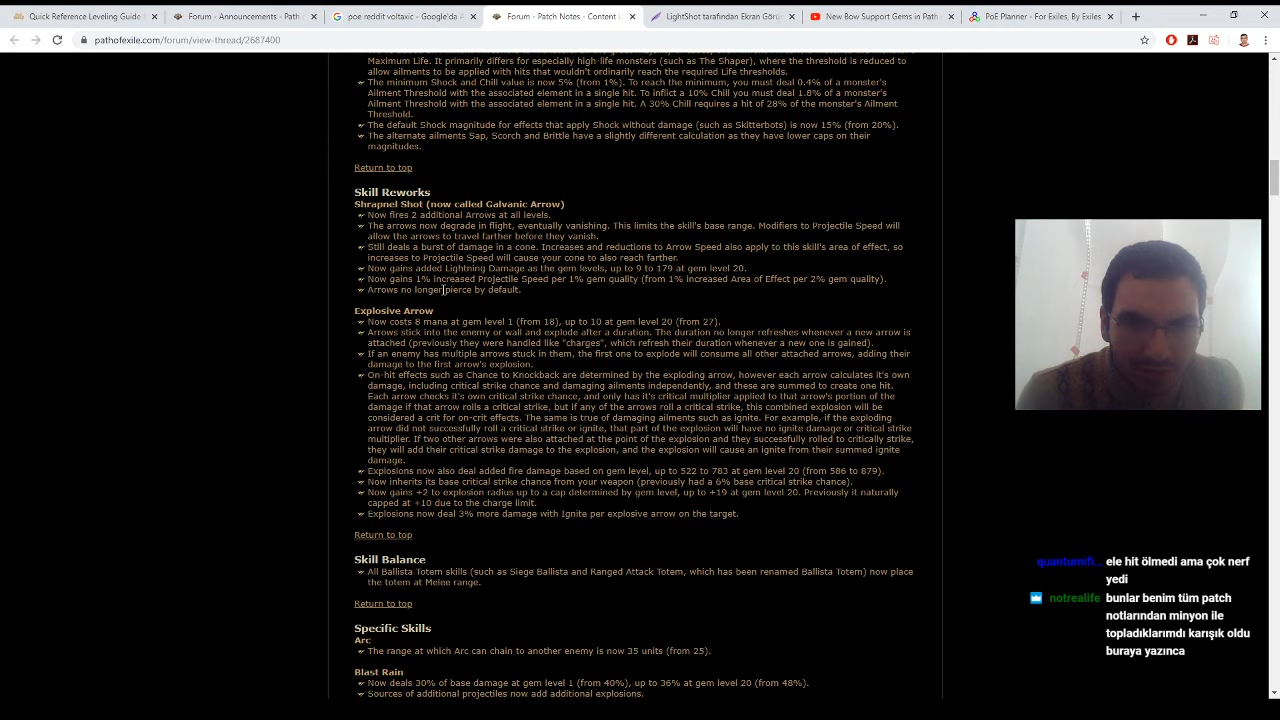 Quick Reference Leveling Guide
Forum - Announcements - Path
poe reddit voltaxic - Google'da A
Forum - Patch Notes - Content U
LightShot tarafından Ekran Görü
New Bow Support Gems in Path
PoE Planner - For Exiles, By Exiles
pathofexile.com/forum/view-thread/2687400
Maximum Life. It primarily differs for especially high-life monsters (such as The Shaper), where the threshold is reduced to
allow ailments to be applied with hits that wouldn't ordinarily reach the required Life thresholds.
The minimum Shock and Chill value is now 5% (from 1%). To reach the minimum, you must deal 0.4% of a monster's
Ailment Threshold with the associated element in a single hit. To inflict a 10% Chill you must deal 1.8% of a monster's
Ailment Threshold with the associated element in a single hit. A 30% Chill requires a hit of 28% of the monster's Ailment
Threshold.
The default Shock magnitude for effects that apply Shock without damage (such as Skitterbots) is now 15% (from 20%).
The alternate ailments Sap, Scorch and Brittle have a slightly different calculation as they have lower caps on their
magnitudes.
Return to top
Skill Reworks
Shrapnel Shot (now called Galvanic Arrow)
Now fires 2 additional Arrows at all levels.
The arrows now degrade in flight, eventually vanishing. This limits the skill's base range. Modifiers to Projectile Speed will
allow the arrows to travel farther before they vanish.
Still deals a burst of damage in a cone. Increases and reductions to Arrow Speed also apply to this skill's area of effect, so
increases to Projectile Speed will cause your cone to also reach farther.
Now gains added Lightning Damage as the gem levels, up to 9 to 179 at gem level 20.
Now gains 1% increased Projectile Speed per 1% gem quality (from 1% increased Area of Effect per 2% gem quality).
Arrows no longer pierce by default.
Explosive Arrow
Now costs 8 mana at gem level 1 (from 18), up to 10 at gem level 20 (from 27).
Arrows stick into the enemy or wall and explode after a duration. The duration no longer refreshes whenever a new arrow is
attached (previously they were handled like "charges", which refresh their duration whenever a new one is gained).
If an enemy has multiple arrows stuck in them, the first one to explode will consume all other attached arrows, adding their
damage to the first arrow's explosion.
On-hit effects such as Chance to Knockback are determined by the exploding arrow, however each arrow calculates it's own
damage, including critical strike chance and damaging ailments independently, and these are summed to create one hit.
Each arrow checks it's own critical strike chance, and only has it's critical multiplier applied to that arrow's portion of the
damage if that arrow rolls a critical strike, but if any of the arrows roll a critical strike, this combined explosion will be
considered a crit for on-crit effects. The same is true of damaging ailments such as ignite. For example, if the exploding
arrow did not successfully roll a critical strike or ignite, that part of the explosion will have no ignite damage or critical strike
multiplier. If two other arrows were also attached at the point of the explosion and they successfully rolled to critically strike,
they will add their critical strike damage to the explosion, and the explosion will cause an ignite from their summed ignite
damage.
Explosions now also deal added fire damage based on gem level, up to 522 to 783 at gem level 20 (from 586 to 879).
Now inherits its base critical strike chance from your weapon (previously had a 6% base critical strike chance).
Now gains +2 to explosion radius up to a cap determined by gem level, up to +19 at gem level 20. Previously it naturally
capped at +10 due to the charge limit.
Explosions now deal 3% more damage with Ignite per explosive arrow on the target.
Return to top
Skill Balance
All Ballista Totem skills (such as Siege Ballista and Ranged Attack Totem, which has been renamed Ballista Totem) now place
the totem at Melee range.
Return to top
Specific Skills
Arc
The range at which Arc can chain to another enemy is now 35 units (from 25).
Blast Rain
Now deals 30% of base damage at gem level 1 (from 40%), up to 36% at gem level 20 (from 48%).
Sources of additional projectiles now add additional explosions.
quantumifi... ele hit ölmedi ama çok nerf
yedi
notrealife bunlar benim tüm patch
notlarından minyon ile
topladıklarımdı karışık oldu
buraya yazınca